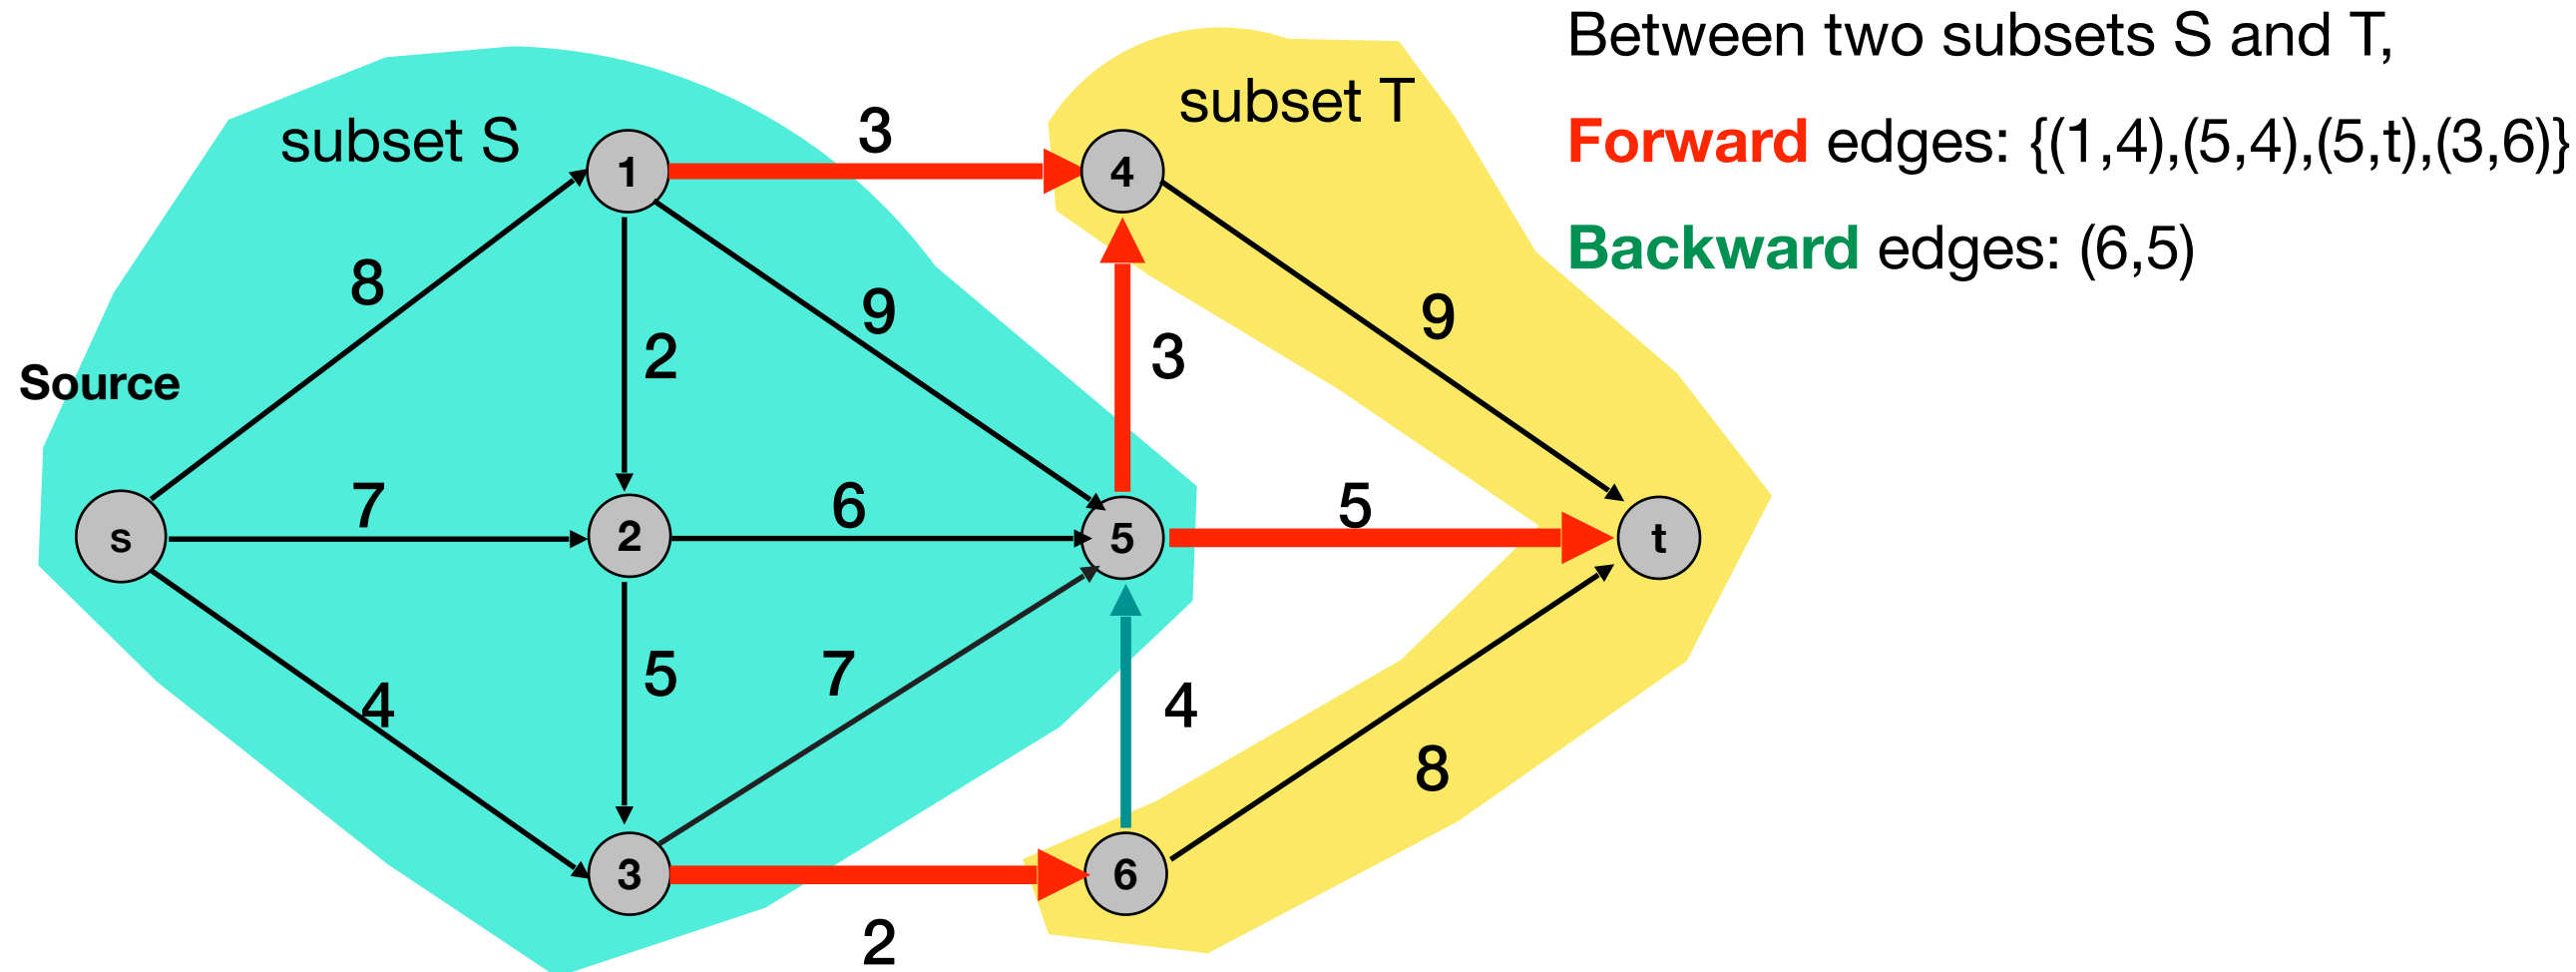 Between two subsets S and T,
Forward edges: {(1,4),(5,4),(5,t),(3,6)}
Backward edges: (6,5)
subset S
subset T
3
1
4
8
9
9
2
3
Source
7
6
5
s
2
5
t
5
7
4
4
8
3
6
2